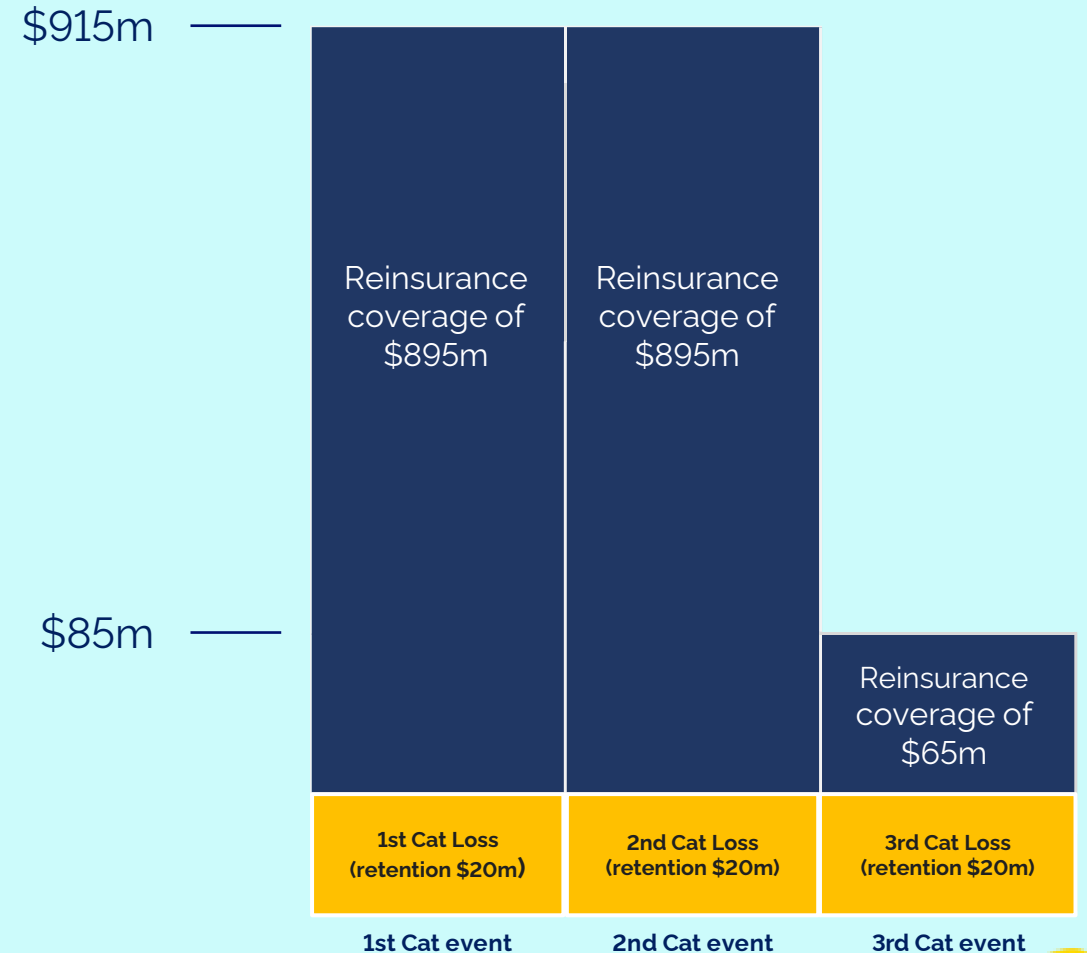 $915m
Reinsurance
coverage of
$895m
Reinsurance
coverage of
$895m
$85m
Reinsurance
coverage of
$65m
1st Cat Loss
(retention $20m)
2nd Cat Loss
(retention $20m)
3rd Cat Loss
(retention $20m)
1st Cat event
2nd Cat event
3rd Cat event